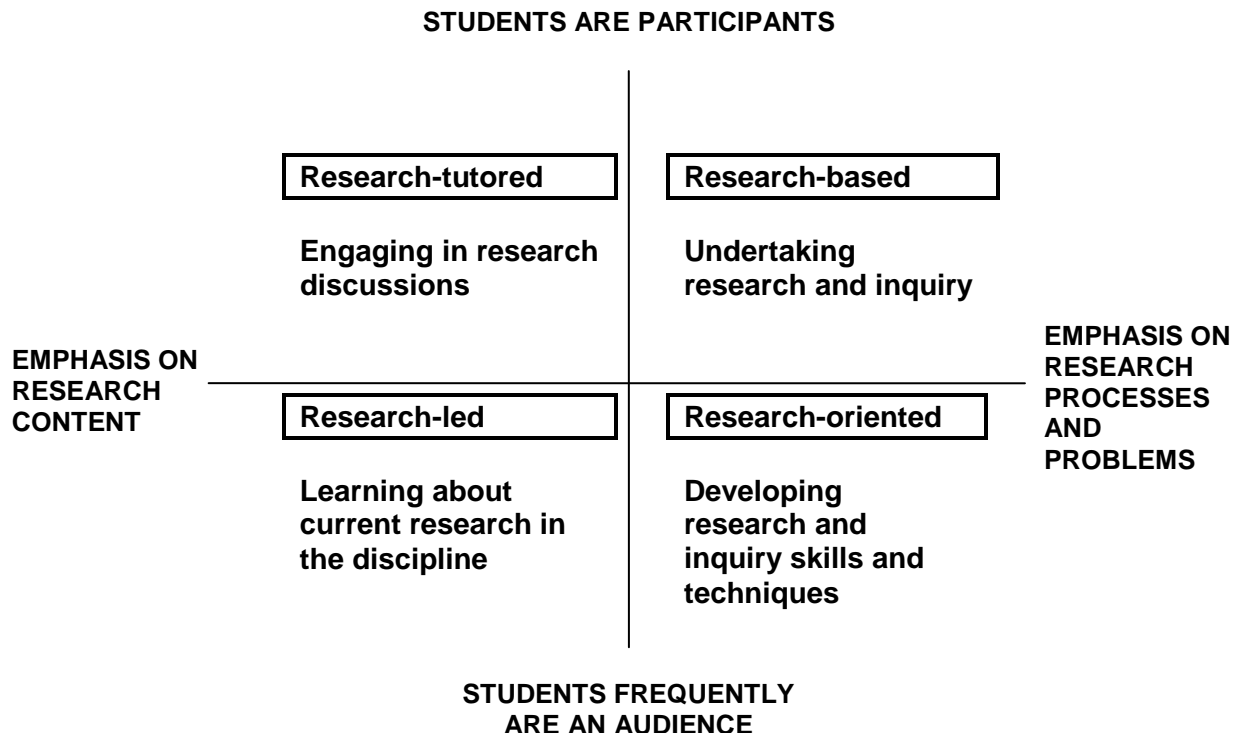 STUDENTS ARE PARTICIPANTS
Research-tutored
Engaging in research
discussions
Research-based
Undertaking
research and inquiry
EMPHASIS ON
RESEARCH
CONTENT
EMPHASIS ON
RESEARCH
PROCESSES
AND
PROBLEMS
Research-led
Learning about
current research in
the discipline
Research-oriented
Developing
research and
inquiry skills and
techniques
STUDENTS FREQUENTLY
ARE AN AUDIENCE